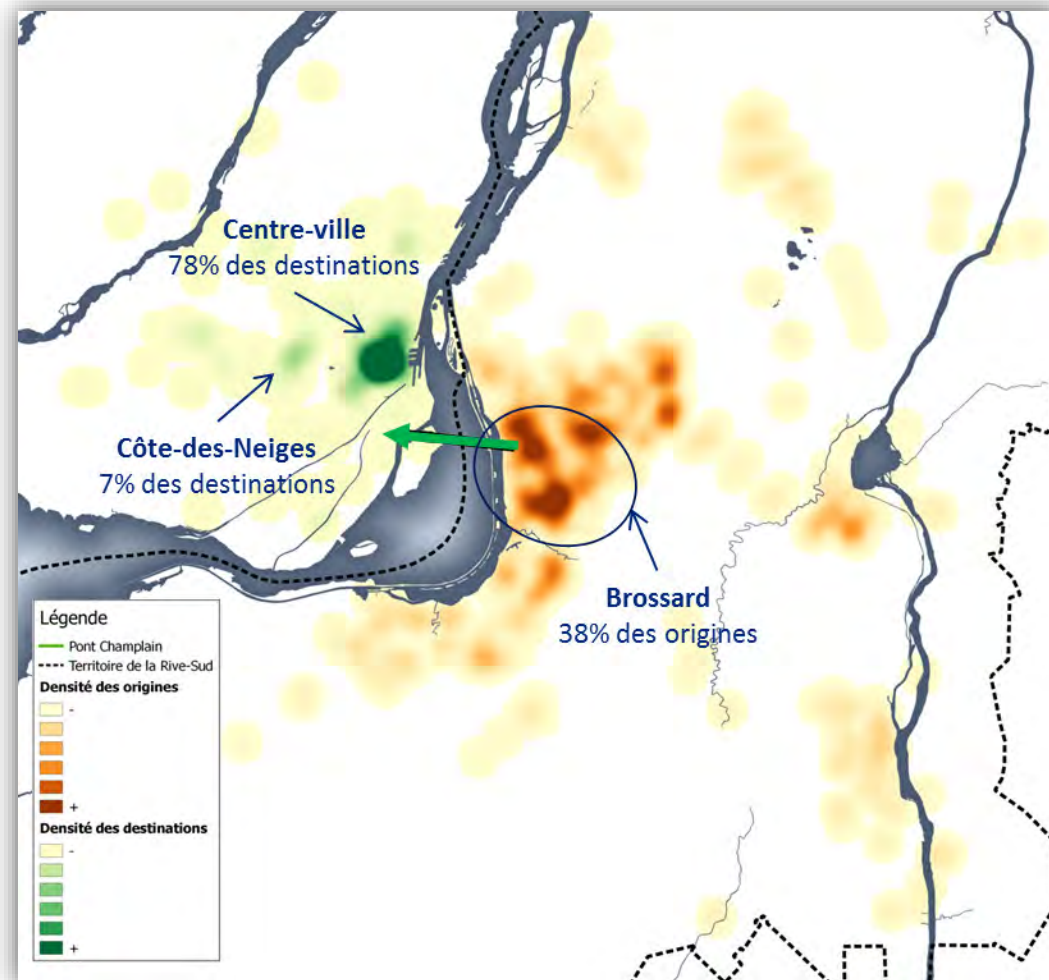 Centre-ville
78% des destinations
Côte-des-Neiges
7% des destinations
Brossard
38% des origines
Légende
Pont Champlain
Territoire de la Rive-Sud
Densité des origines
-
+
Densité des destinations
-
+